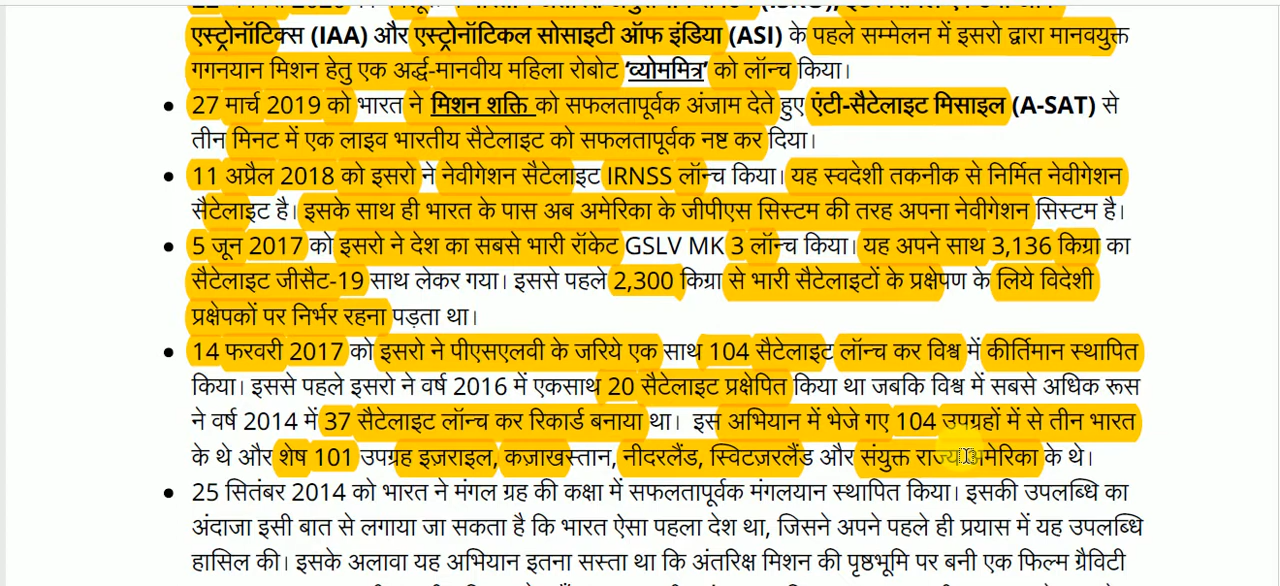 एस्ट्रोनॉटिक्स (IAA) और एस्ट्रोनॉटिकल सोसाइटी ऑफ इंडिया (ASI) के पहले सम्मेलन में इसरो द्वारा मानवयुक्त
गगनयान मिशन हेतु एक अर्द्ध-मानवीय महिला रोबोट ‘व्योममित्र’ को लॉन्च किया।
• 27 मार्च 2019 को भारत ने मिशन शक्ति को सफलतापूर्वक अंजाम देते हुए एंटी-सैटेलाइट मिसाइल (A-SAT) से
तीन मिनट में एक लाइव भारतीय सैटेलाइट को सफलतापूर्वक नष्ट कर दिया।
• 11 अप्रैल 2018 को इसरो ने नेवीगेशन सैटेलाइट IRNSS लॉन्च किया। यह स्वदेशी तकनीक से निर्मित नेवीगेशन
सैटेलाइट है। इसके साथ ही भारत के पास अब अमेरिका के जीपीएस सिस्टम की तरह अपना नेवीगेशन सिस्टम है।
• 5 जून 2017 को इसरो ने देश का सबसे भारी रॉकेट GSLV MK 3 लॉन्च किया। यह अपने साथ 3,136 किग्रा का
सैटेलाइट जीसैट-19 साथ लेकर गया। इससे पहले 2,300 किग्रा से भारी सैटेलाइटों के प्रक्षेपण के लिये विदेशी
प्रक्षेपकों पर निर्भर रहना पड़ता था।
• 14 फरवरी 2017 को इसरो ने पीएसएलवी के जरिये एक साथ 104 सैटेलाइट लॉन्च कर विश्व में कीर्तिमान स्थापित
किया। इससे पहले इसरो ने वर्ष 2016 में एकसाथ 20 सैटेलाइट प्रक्षेपित किया था जबकि विश्व में सबसे अधिक रूस
ने वर्ष 2014 में 37 सैटेलाइट लॉन्च कर रिकार्ड बनाया था। इस अभियान में भेजे गए 104 उपग्रहों में से तीन भारत
के थे और शेष 101 उपग्रह इज़राइल, कज़ाखस्तान, नीदरलैंड, स्विटज़रलैंड और संयुक्त राज्य अमेरिका के थे।
• 25 सितंबर 2014 को भारत ने मंगल ग्रह की कक्षा में सफलतापूर्वक मंगलयान स्थापित किया। इसकी उपलब्धि का
अंदाजा इसी बात से लगाया जा सकता है कि भारत ऐसा पहला देश था, जिसने अपने पहले ही प्रयास में यह उपलब्धि
हासिल की। इसके अलावा यह अभियान इतना सस्ता था कि अंतरिक्ष मिशन की पृष्ठभूमि पर बनी एक फिल्म ग्रैविटी